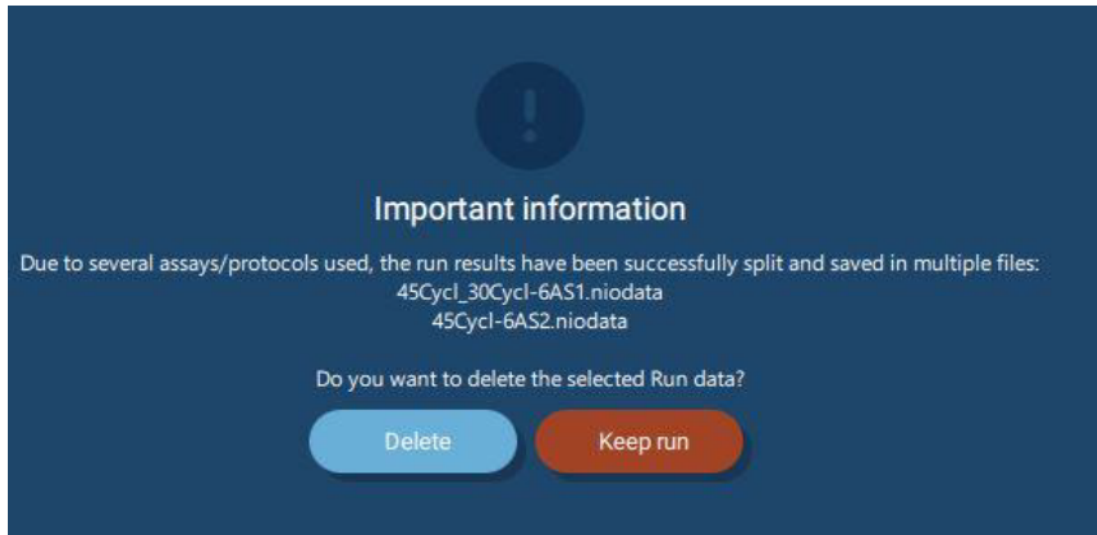 Important information
Due to several assays/protocols used, the run results have been successfully split and saved in multiple files:
45Cycl_30Cycl-6AS1.niodata
45Cycl-6AS2.niodata
Do you want to delete the selected Run data?
Delete
Keep run